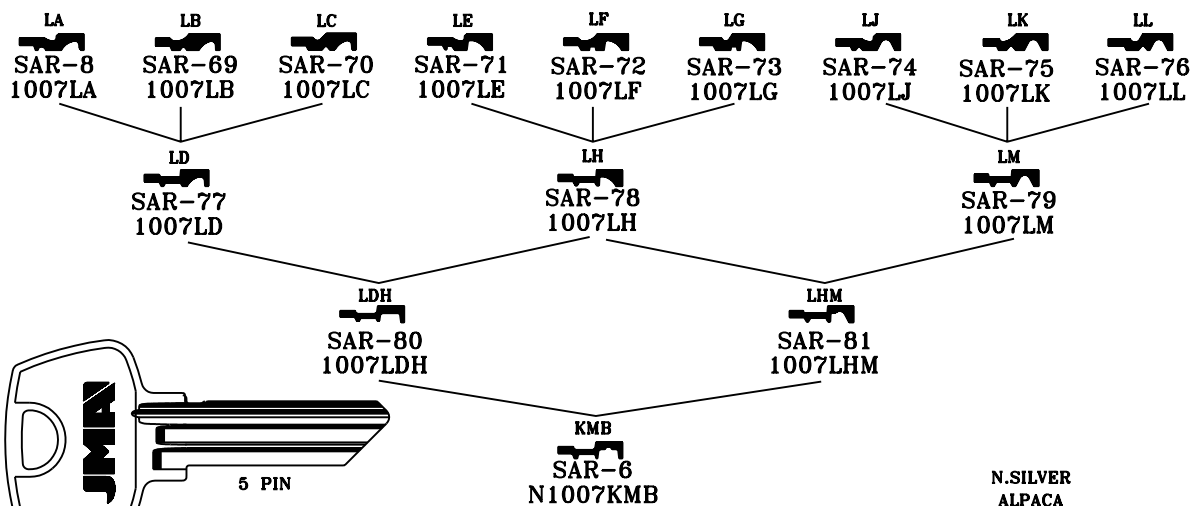 LA LB LC LE LF LG LJ LK LL
SAR-8 SAR-69 SAR-70 SAR-71 SAR-72 SAR-73 SAR-74 SAR-75 SAR-76
1007LA 1007LB 1007LC 1007LE 1007LF 1007LG 1007LJ 1007LK 1007LL
LD LH LM
SAR-77 SAR-78 SAR-79
1007LD 1007LH 1007LM
LDH LHM
SAR-80 SAR-81
1007LDH 1007LHM
JMA
KMB
SAR-6
N1007KMB
5 PIN
N.SILVER
ALPACA